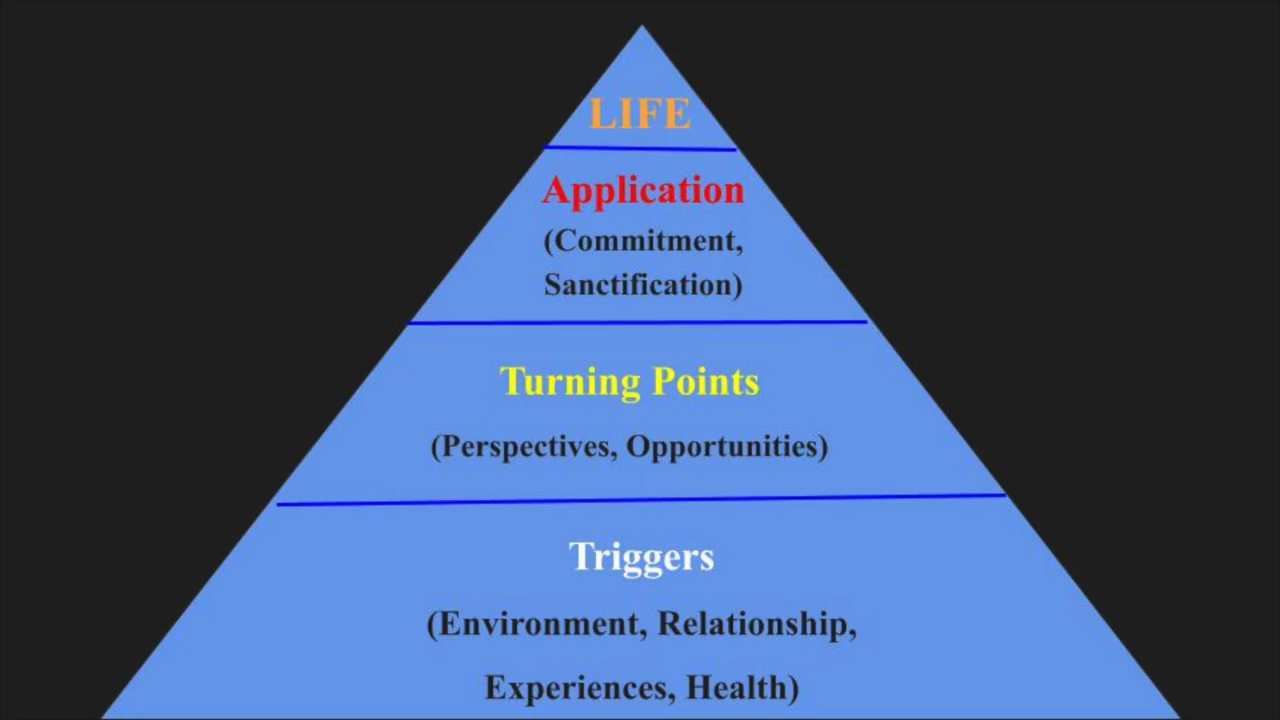 LIFE
Application
(Commitment,
Sanctification)
Turning Points
(Perspectives, Opportunities)
Triggers
(Environment, Relationship,
Experiences, Health)